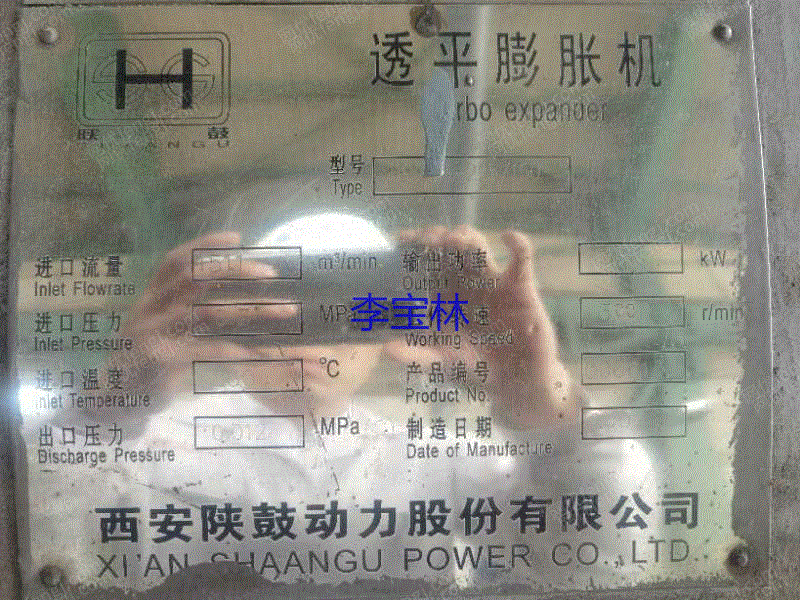 透平膨胀机
rbo expander
陕 鼓
型号
Type
进口流量 m³/min 输出功率 kW
Inlet Flowrate Output Power
进口压力 MPa 李宝林 速 r/min
Inlet Pressure Working Speed
进口温度 ℃ 产品编号
Inlet Temperature Product No.
出口压力 0.012 MPa 制造日期
Discharge Pressure Date of Manufacture
西安陕鼓动力股份有限公司
XI'AN SHAANGU POWER CO.,LTD.